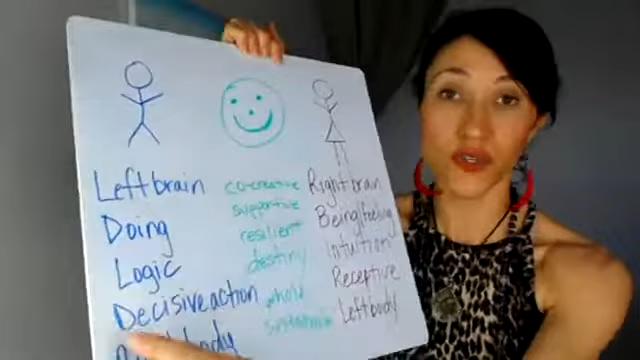 Left brain
Doing
Logic
Decisive action
body
co-creative
supportive
resilient
destiny
whole
Right brain
Being/feeling
Intuition
Receptive
Left body